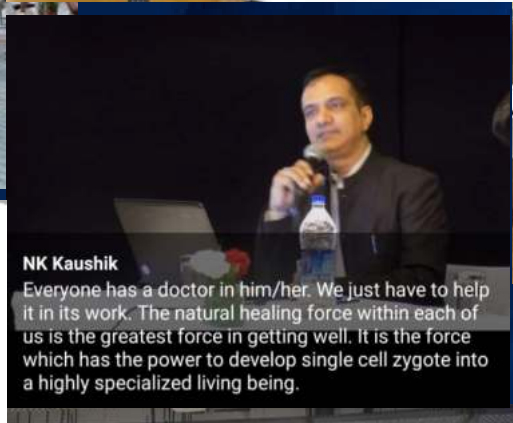 NK Kaushik
Everyone has a doctor in him/her. We just have to help
it in its work. The natural healing force within each of
us is the greatest force in getting well. It is the force
which has the power to develop single cell zygote into
a highly specialized living being.